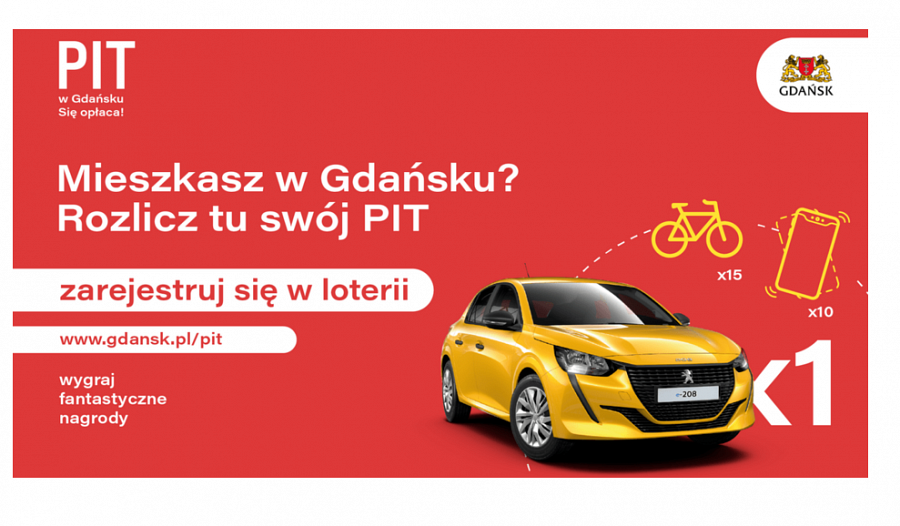 PIT
w Gdańsku
Się opłaca!
GDAŃSK
Mieszkasz w Gdańsku?
Rozlicz tu swój PIT
zarejestruj się w loterii
www.gdansk.pl/pit
wygraj
fantastyczne
nagrody
x15
x10
x1
208